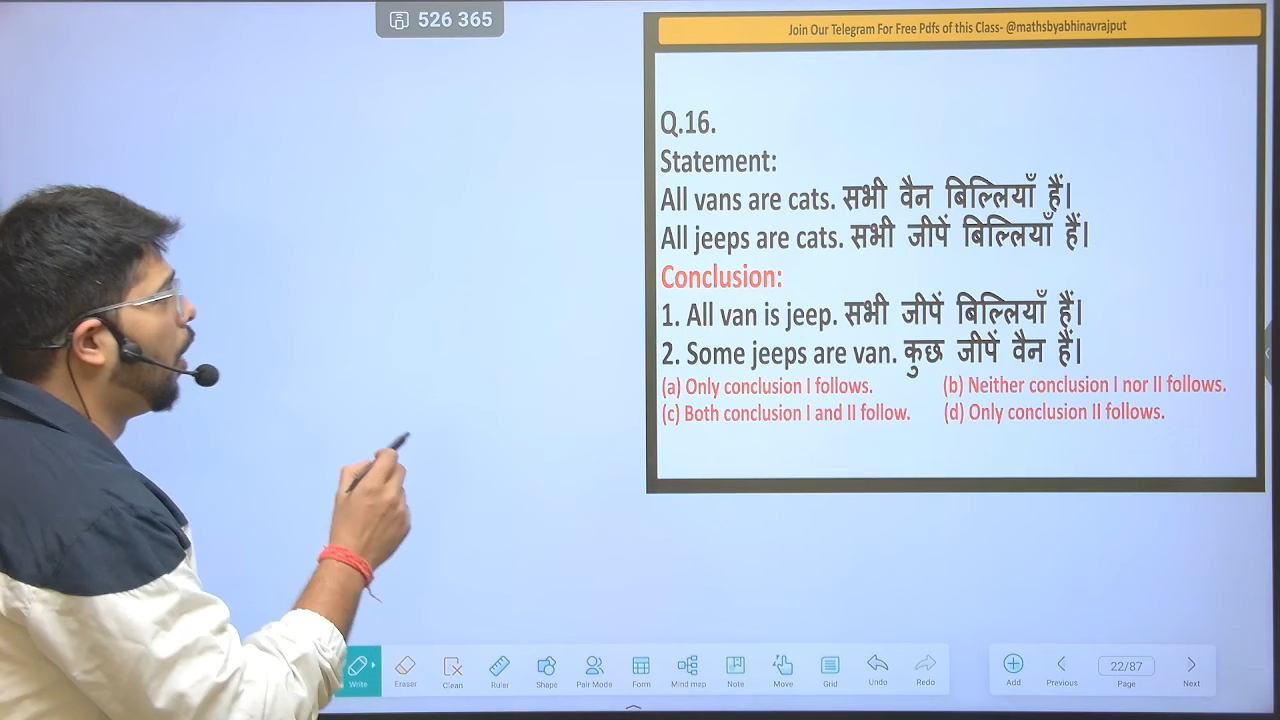 526 365
Join Our Telegram For Free Pdfs of this Class- @mathsbyabhinavrajput
Q.16.
Statement:
All vans are cats. सभी वैन बिल्लियाँ हैं।
All jeeps are cats. सभी जीपें बिल्लियाँ हैं।
Conclusion:
1. All van is jeep. सभी जीपें बिल्लियाँ हैं।
2. Some jeeps are van. कुछ जीपें वैन हैं।
(a) Only conclusion I follows. (b) Neither conclusion I nor II follows.
(c) Both conclusion I and II follow. (d) Only conclusion II follows.
Write Eraser Clean Ruler Shape Pair Mode Form Mind map Note Move Grid Undo Redo Add Previous 22/87 Page Next